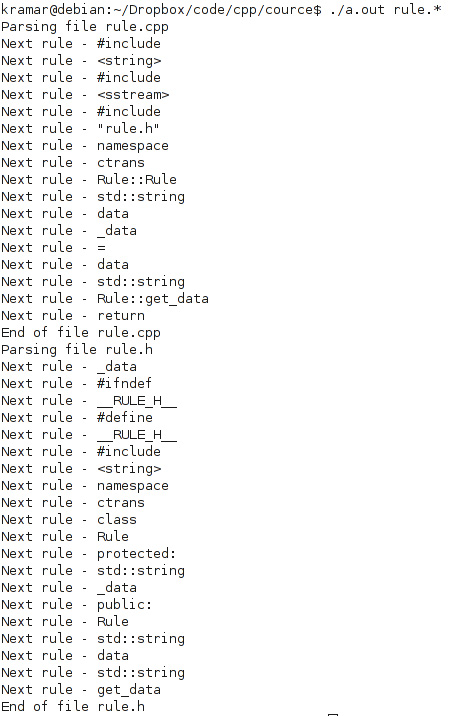 kramar@debian:~/Dropbox/code/cpp/cource$ ./a.out rule.*
Parsing file rule.cpp
Next rule - #include
Next rule - <string>
Next rule - #include
Next rule - <sstream>
Next rule - #include
Next rule - "rule.h"
Next rule - namespace
Next rule - ctrans
Next rule - Rule::Rule
Next rule - std::string
Next rule - data
Next rule - _data
Next rule - =
Next rule - data
Next rule - std::string
Next rule - Rule::get_data
Next rule - return
End of file rule.cpp
Parsing file rule.h
Next rule - _data
Next rule - #ifndef
Next rule - __RULE_H__
Next rule - #define
Next rule - __RULE_H__
Next rule - #include
Next rule - <string>
Next rule - namespace
Next rule - ctrans
Next rule - class
Next rule - Rule
Next rule - protected:
Next rule - std::string
Next rule - _data
Next rule - public:
Next rule - Rule
Next rule - std::string
Next rule - data
Next rule - std::string
Next rule - get_data
End of file rule.h